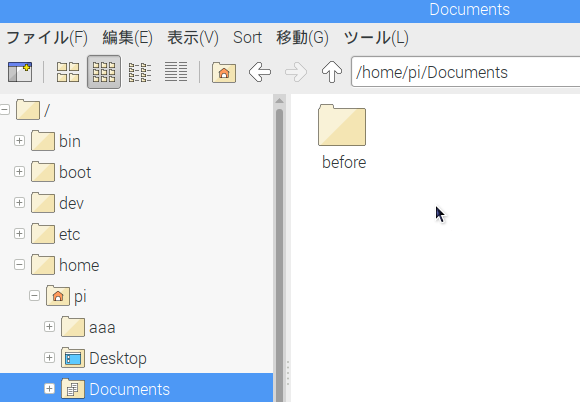 Documents
ファイル(F) 編集(E) 表示(V) Sort 移動(G) ツール(L)
/home/pi/Documents
/
bin
boot
dev
etc
home
pi
aaa
Desktop
Documents
before